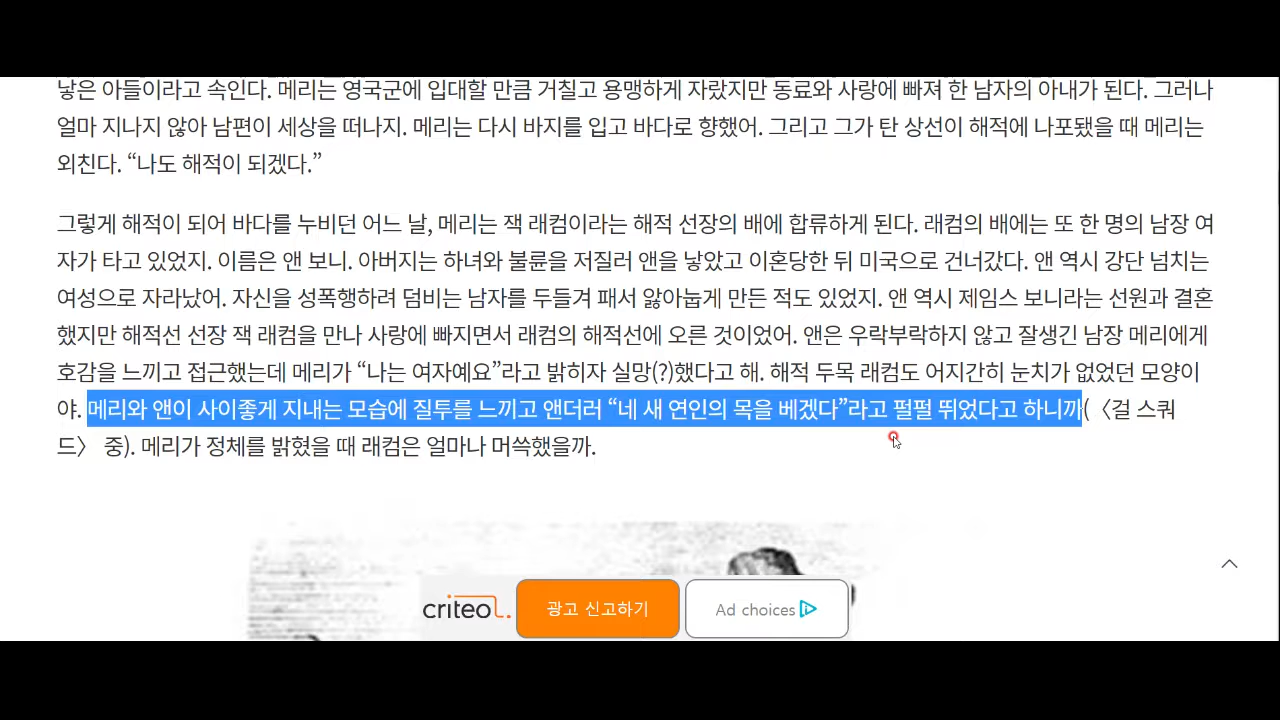 낳은 아들이라고 속인다. 메리는 영국군에 입대할 만큼 거칠고 용맹하게 자랐지만 동료와 사랑에 빠져 한 남자의 아내가 된다. 그러나
얼마 지나지 않아 남편이 세상을 떠나지. 메리는 다시 바지를 입고 바다로 향했어. 그리고 그가 탄 상선이 해적에 나포됐을 때 메리는
외친다. “나도 해적이 되겠다.”
그렇게 해적이 되어 바다를 누비던 어느 날, 메리는 잭 래컴이라는 해적 선장의 배에 합류하게 된다. 래컴의 배에는 또 한 명의 남장 여
자가 타고 있었지. 이름은 앤 보니. 아버지는 하녀와 불륜을 저질러 앤을 낳았고 이혼당한 뒤 미국으로 건너갔다. 앤 역시 강단 넘치는
여성으로 자라났어. 자신을 성폭행하려 덤비는 남자를 두들겨 패서 앓아눕게 만든 적도 있었지. 앤 역시 제임스 보니라는 선원과 결혼
했지만 해적선 선장 잭 래컴을 만나 사랑에 빠지면서 래컴의 해적선에 오른 것이었어. 앤은 우락부락하지 않고 잘생긴 남장 메리에게
호감을 느끼고 접근했는데 메리가 “나는 여자예요”라고 밝히자 실망(?)했다고 해. 해적 두목 래컴도 어지간히 눈치가 없었던 모양이
야. 메리와 앤이 사이좋게 지내는 모습에 질투를 느끼고 앤더러 “네 새 연인의 목을 베겠다”라고 펄펄 뛰었다고 하니까(〈걸 스쿼
드〉 중). 메리가 정체를 밝혔을 때 래컴은 얼마나 머쓱했을까.
criteo. 광고 신고하기 Ad choices